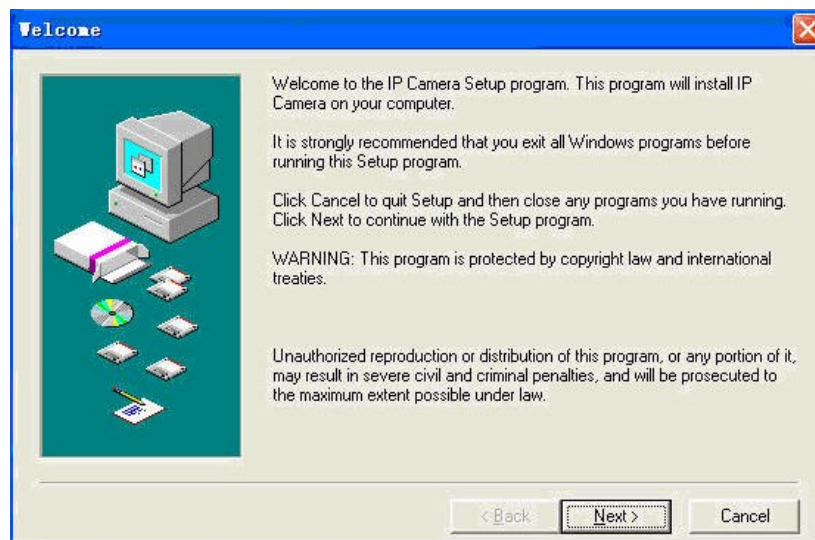 Welcome
Welcome to the IP Camera Setup program. This program will install IP
Camera on your computer.
It is strongly recommended that you exit all Windows programs before
running this Setup program.
Click Cancel to quit Setup and then close any programs you have running.
Click Next to continue with the Setup program.
WARNING: This program is protected by copyright law and international
treaties.
Unauthorized reproduction or distribution of this program, or any portion of it,
may result in severe civil and criminal penalties, and will be prosecuted to
the maximum extent possible under law.
< Back
Next >
Cancel